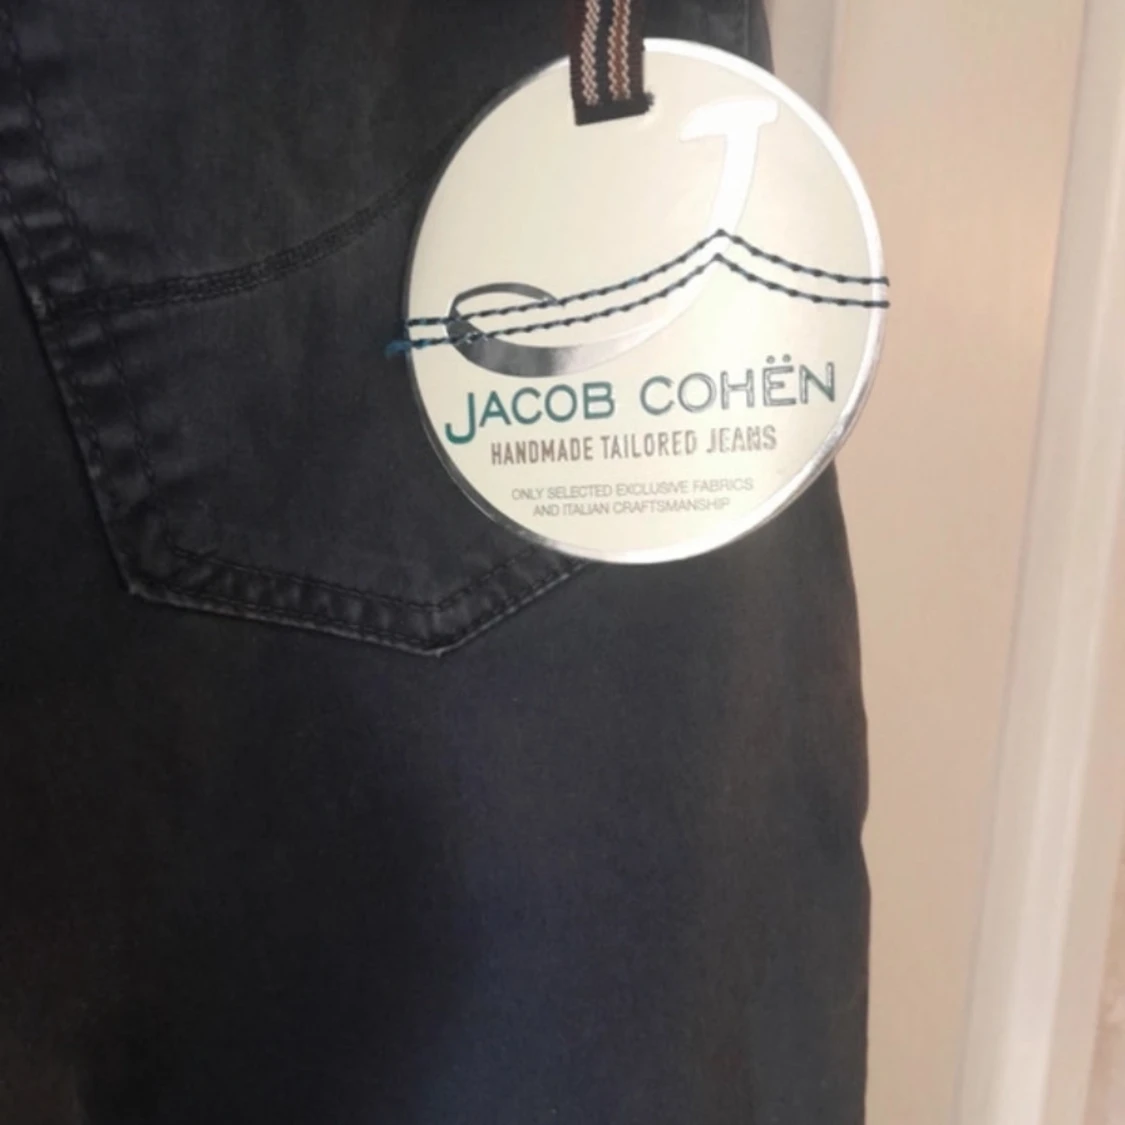 J
JACOB COHËN
HANDMADE TAILORED JEANS
ONLY SELECTED EXCLUSIVE FABRICS
AND ITALIAN CRAFTSMANSHIP